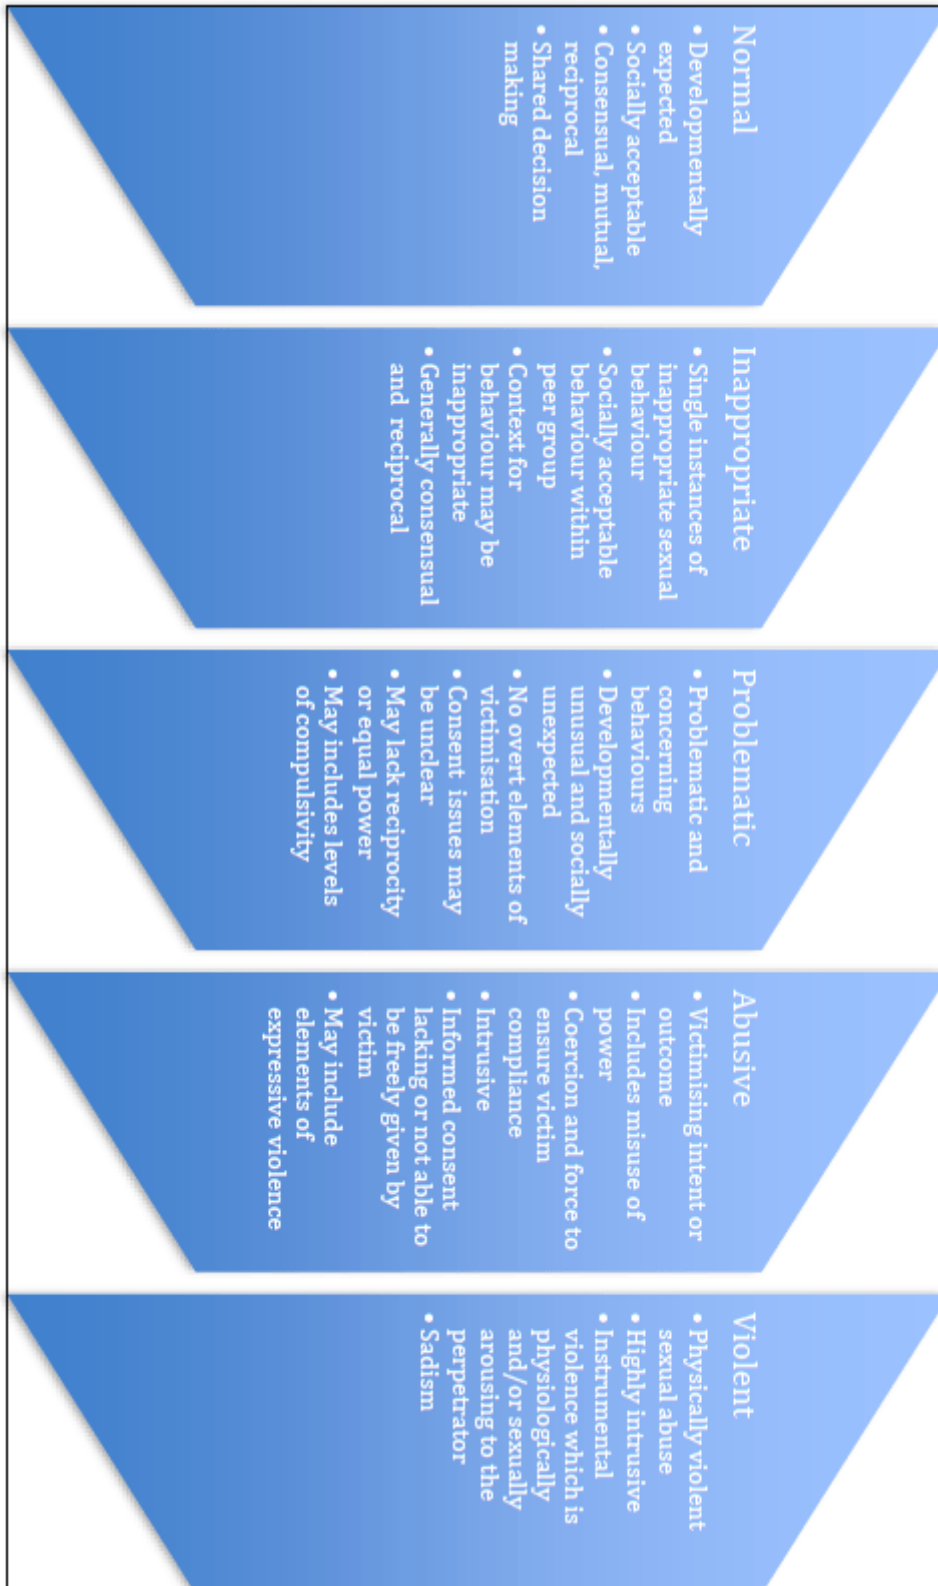 Normal
• Developmentally
expected
• Socially acceptable
• Consensual, mutual,
reciprocal
• Shared decision
making
Inappropriate
• Single instances of
inappropriate sexual
behaviour
• Socially acceptable
behaviour within
peer group
• Context for
behaviour may be
inappropriate
• Generally consensual
and reciprocal
Problematic
• Problematic and
concerning
behaviours
• Developmentally
unusual and socially
unexpected
• No overt elements of
victimisation
• Consent issues may
be unclear
• May lack reciprocity
or equal power
• May includes levels
of compulsivity
Abusive
• Victimising intent or
outcome
• Includes misuse of
power
• Coercion and force to
ensure victim
compliance
• Intrusive
• Informed consent
lacking or not able to
be freely given by
victim
• May include
elements of
expressive violence
Violent
• Physically violent
sexual abuse
• Highly intrusive
• Instrumental
violence which is
physiologically
and/or sexually
arousing to the
perpetrator
• Sadism